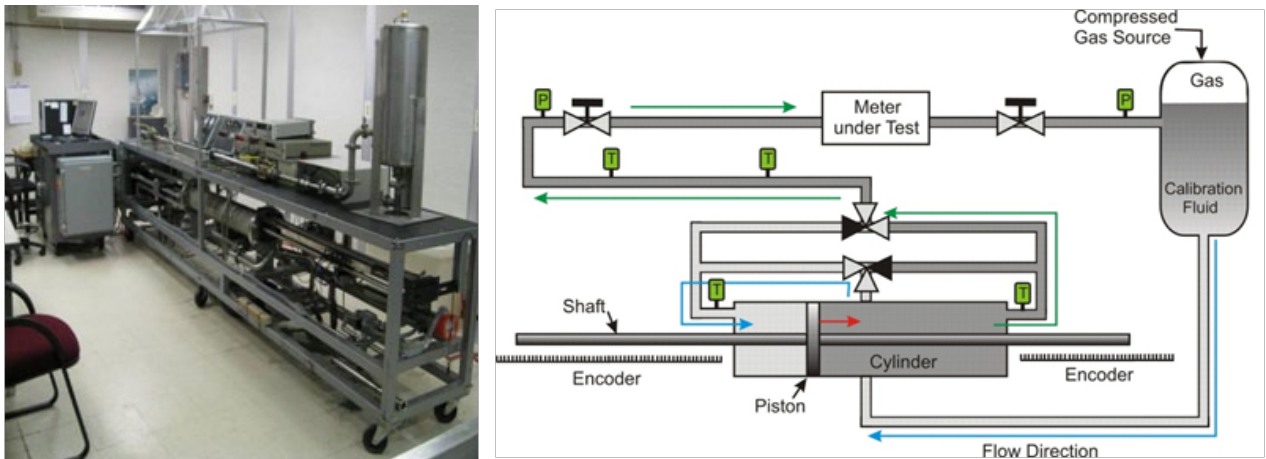 Compressed
Gas Source
Gas
P
P
Meter
under Test
T
T
Calibration
Fluid
T
T
Shaft
Cylinder
Encoder
Encoder
Piston
Flow Direction